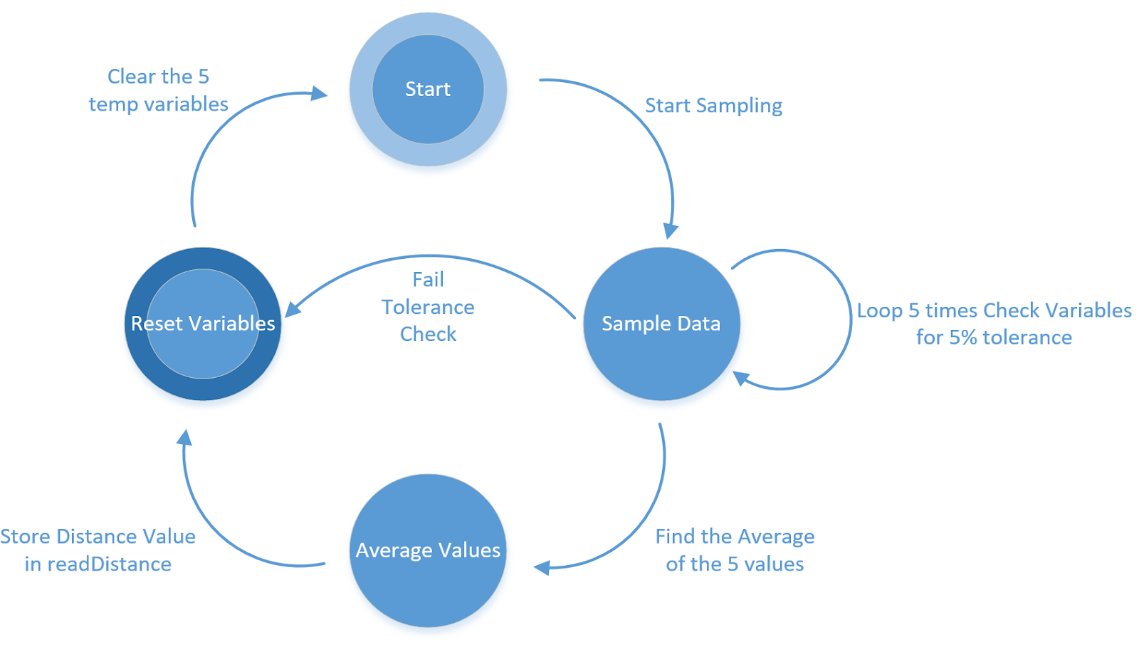 Start
Clear the 5
temp variables
Start Sampling
Fail
Tolerance
Check
Reset Variables
Sample Data
Loop 5 times Check Variables
for 5% tolerance
Store Distance Value
in readDistance
Average Values
Find the Average
of the 5 values